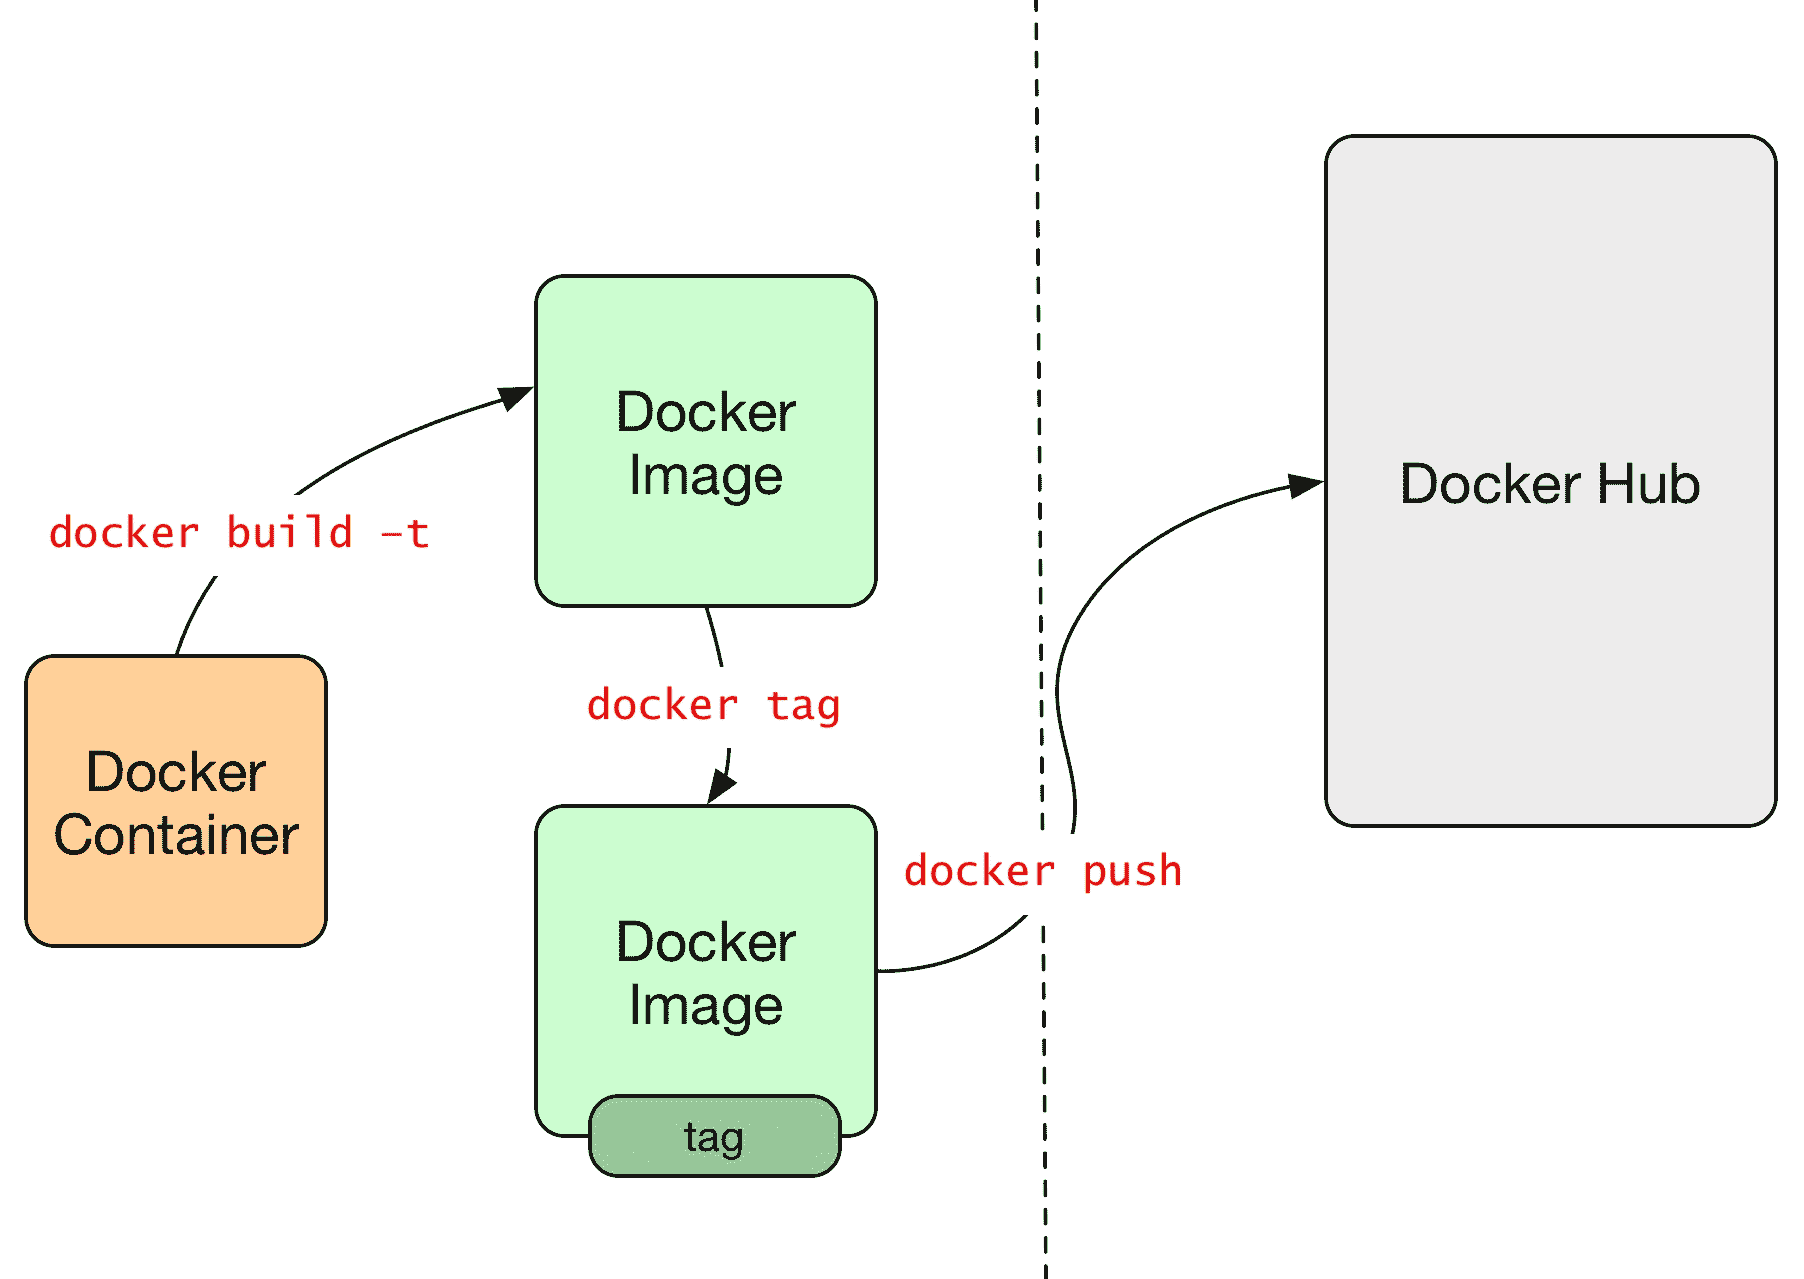 Docker
Image
Docker Hub
docker build -t
docker tag
Docker
Container
docker push
Docker
Image
tag